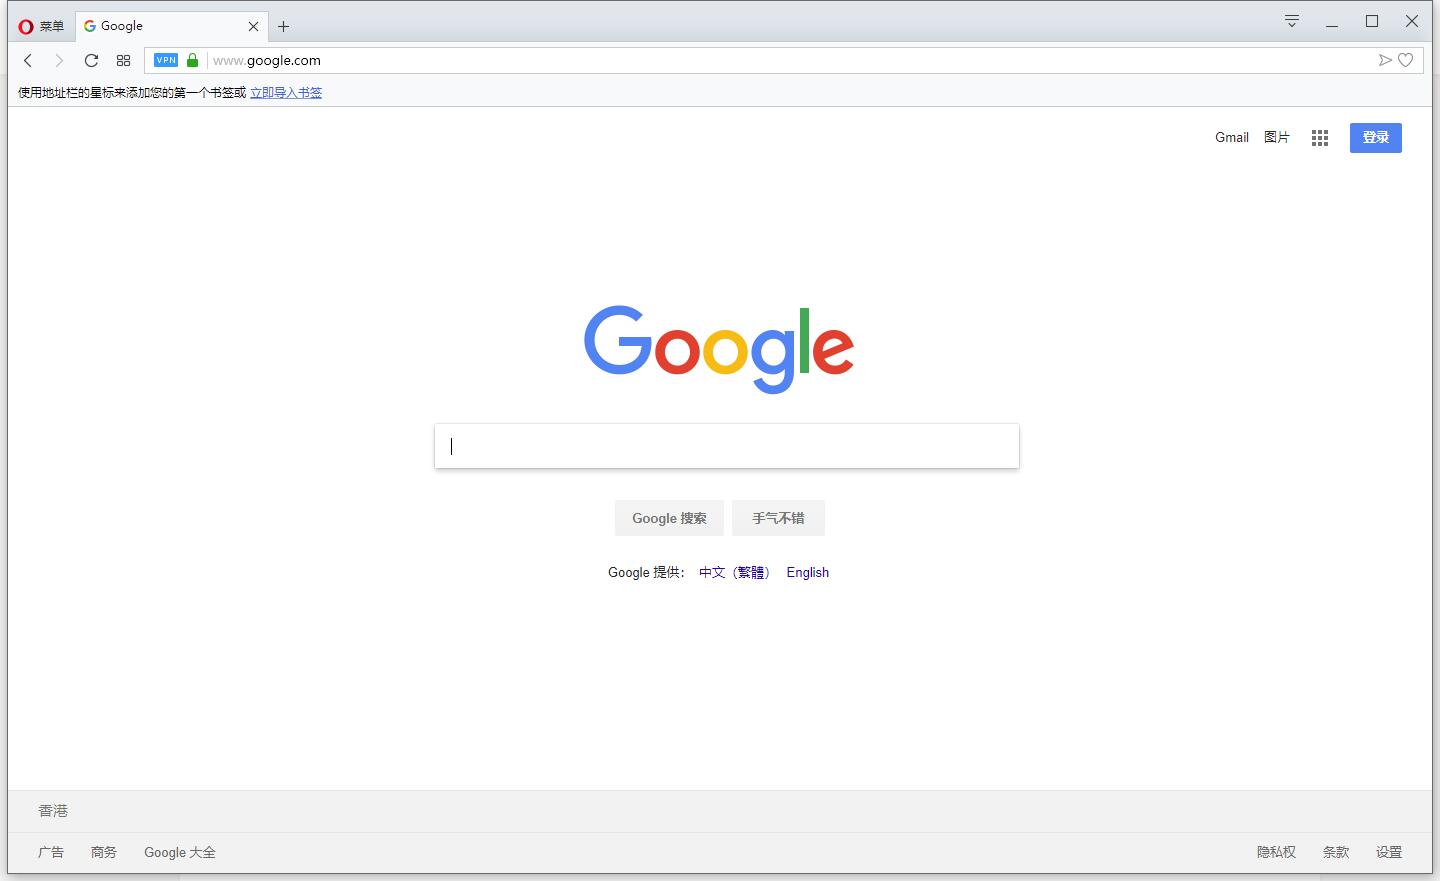 菜单
Google
VPN www.google.com
使用地址栏的星标来添加您的第一个书签或 立即导入书签
Gmail 图片 登录
Google
Google 搜索 手气不错
Google 提供： 中文（繁體） English
香港
广告 商务 Google 大全 隐私权 条款 设置